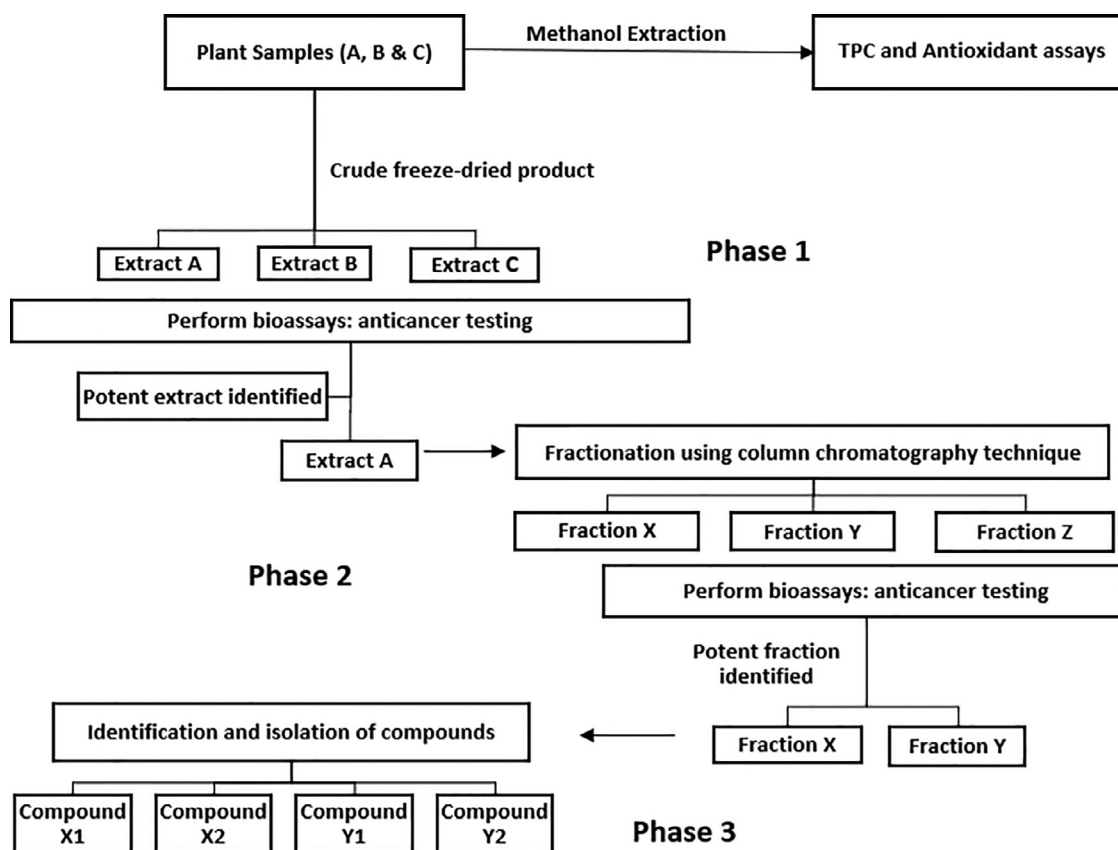 Plant Samples (A, B & C)
Methanol Extraction
TPC and Antioxidant assays
Crude freeze-dried product
Extract A
Extract B
Extract C
Phase 1
Perform bioassays: anticancer testing
Potent extract identified
Extract A
Fractionation using column chromatography technique
Fraction X
Fraction Y
Fraction Z
Phase 2
Perform bioassays: anticancer testing
Potent fraction
identified
Fraction X
Fraction Y
Identification and isolation of compounds
Compound
X1
Compound
X2
Compound
Y1
Compound
Y2
Phase 3